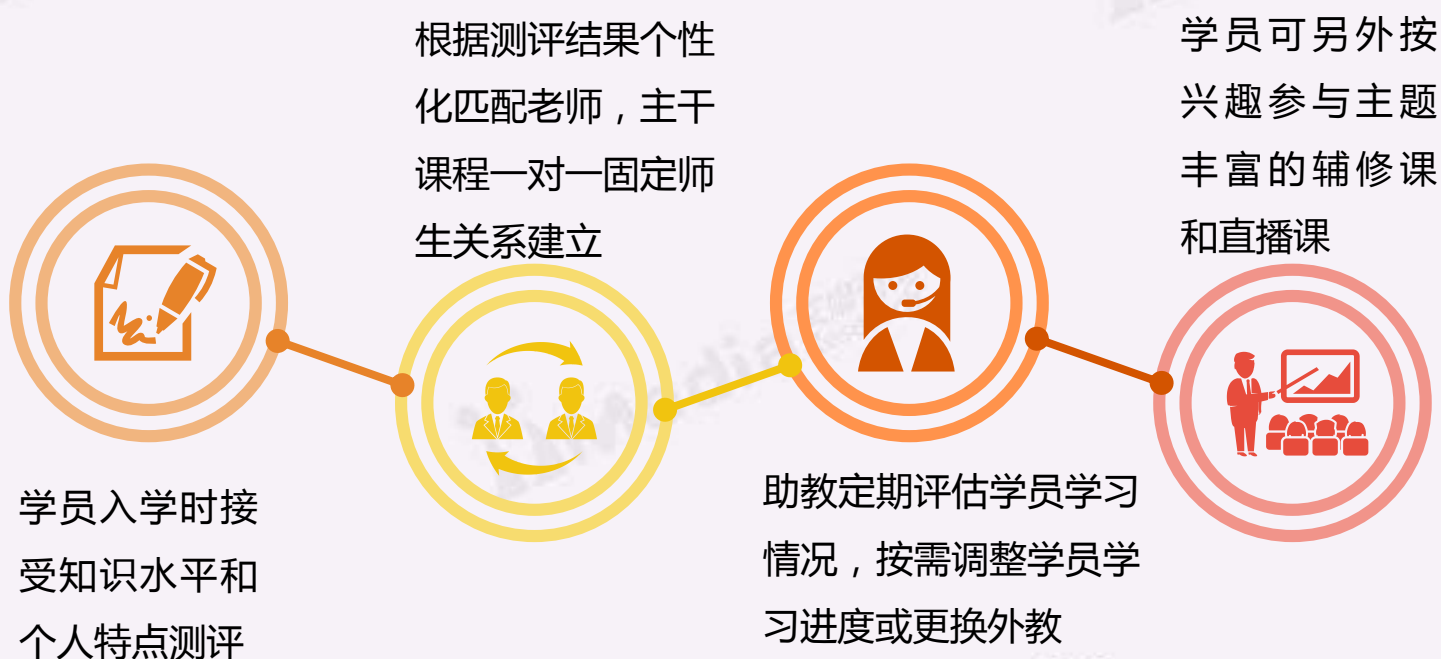 学员入学时接
受知识水平和
个人特点测评
根据测评结果个性
化匹配老师，主干
课程一对一固定师
生关系建立
助教定期评估学员学习
情况，按需调整学员学
习进度或更换外教
学员可另外按
兴趣参与主题
丰富的辅修课
和直播课